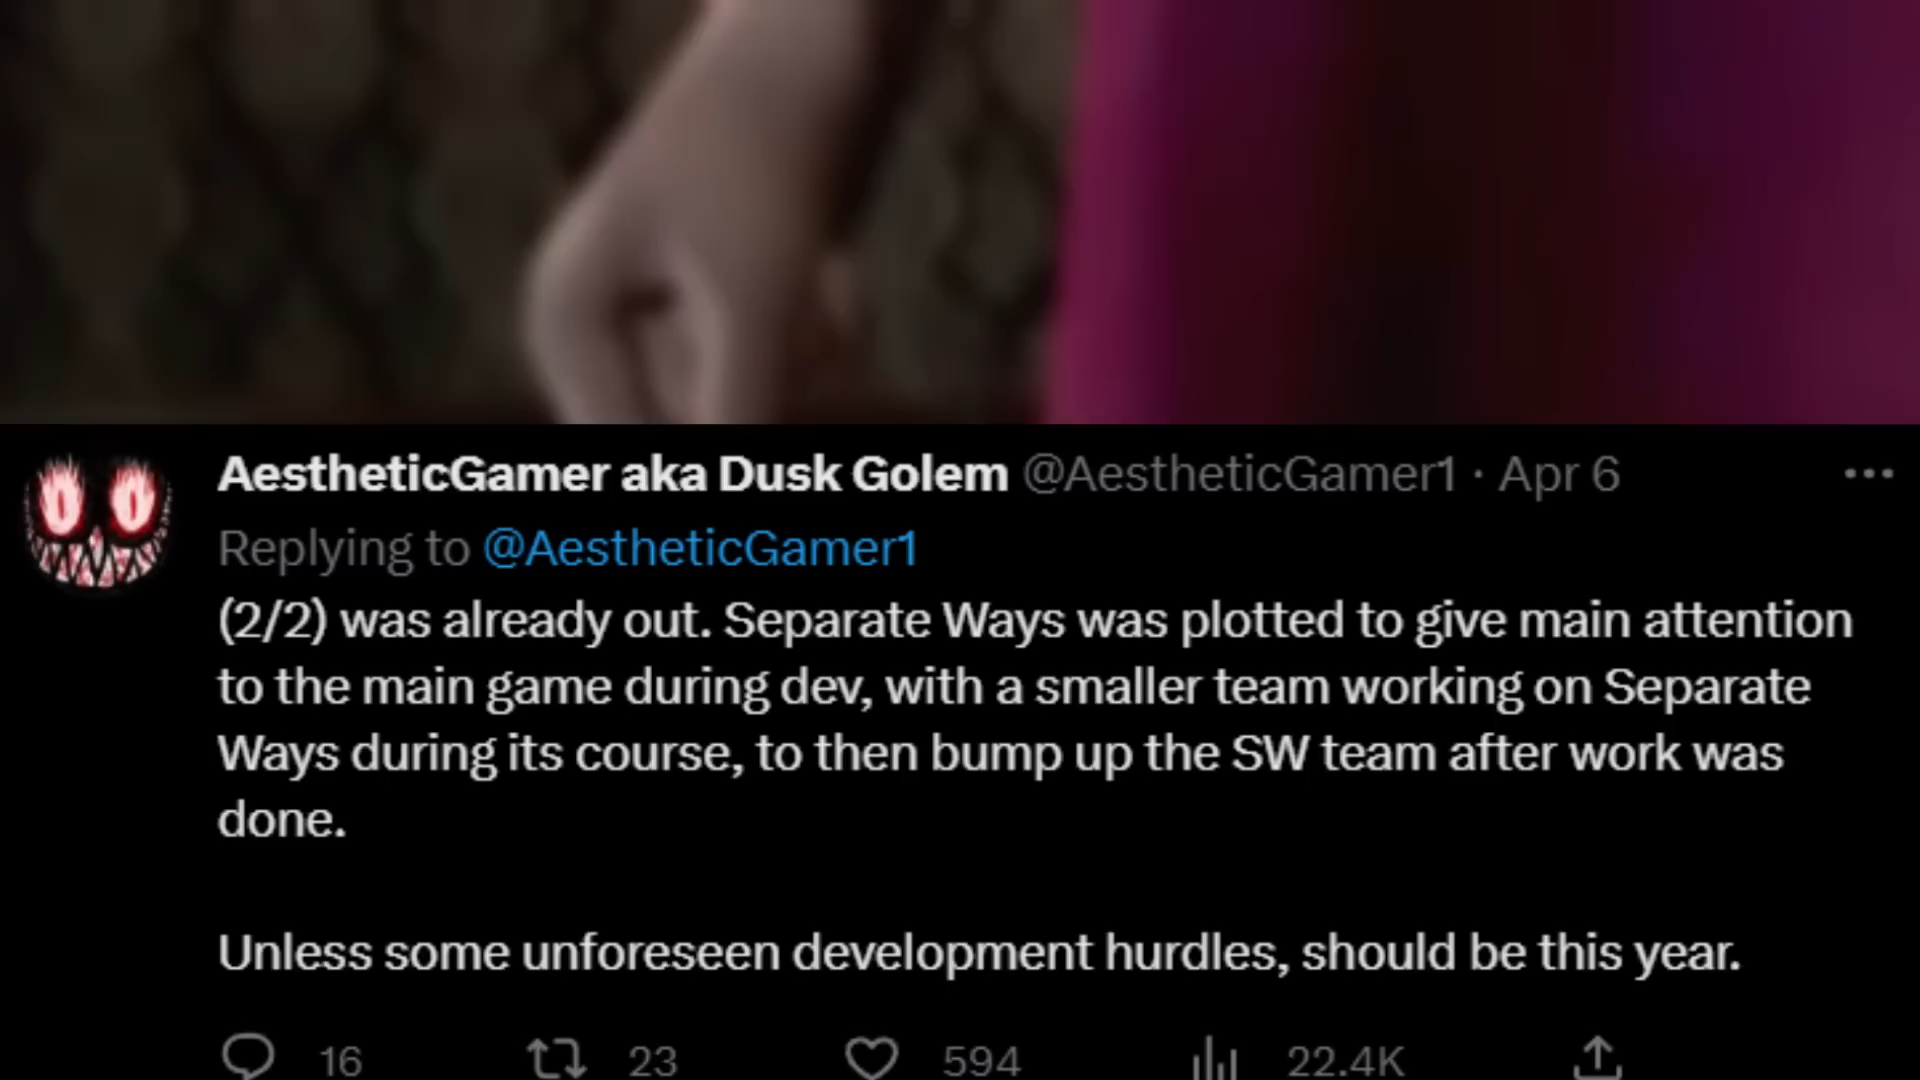 AestheticGamer aka Dusk Golem @AestheticGamer1 · Apr 6
Replying to @AestheticGamer1
(2/2) was already out. Separate Ways was plotted to give main attention
to the main game during dev, with a smaller team working on Separate
Ways during its course, to then bump up the SW team after work was
done.
Unless some unforeseen development hurdles, should be this year.
16 23 594 22.4K